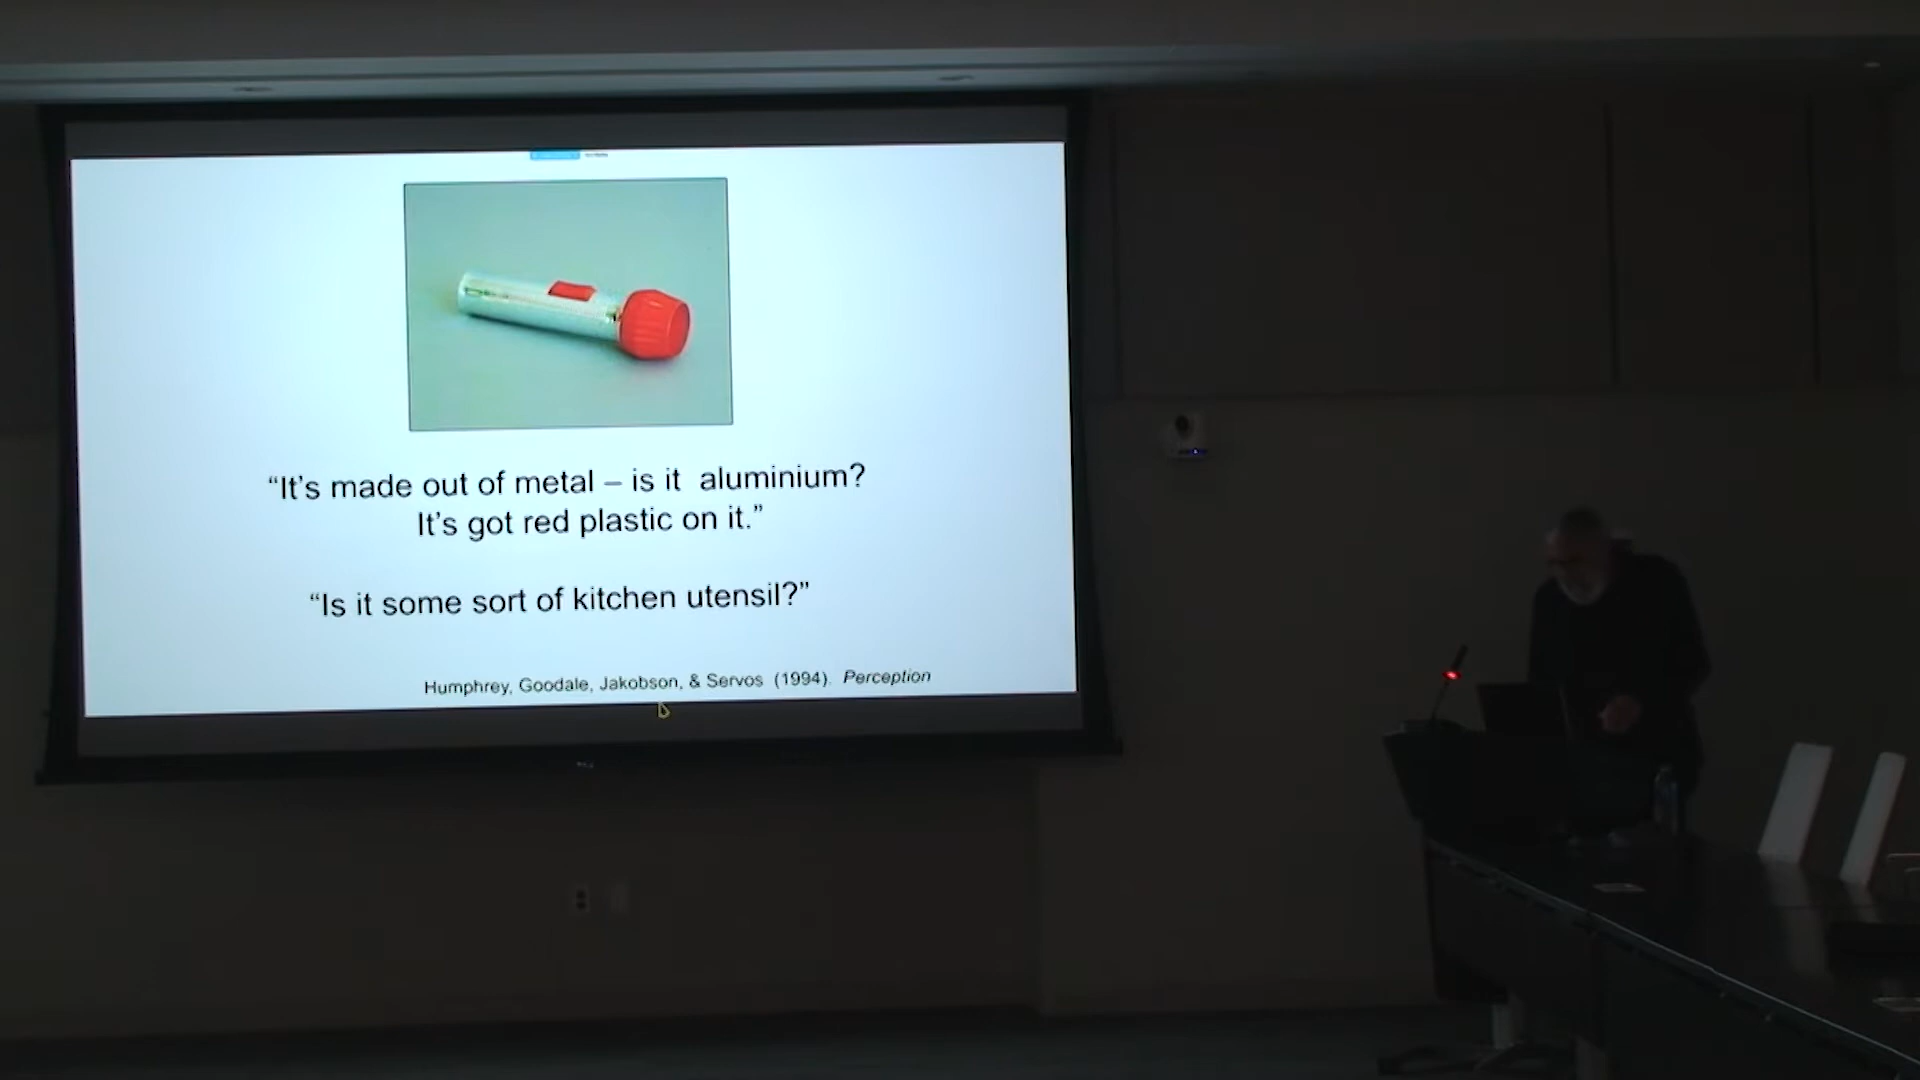 “It’s made out of metal – is it aluminium?
It’s got red plastic on it.”
“Is it some sort of kitchen utensil?”
Humphrey, Goodale, Jakobson, & Servos (1994). Perception